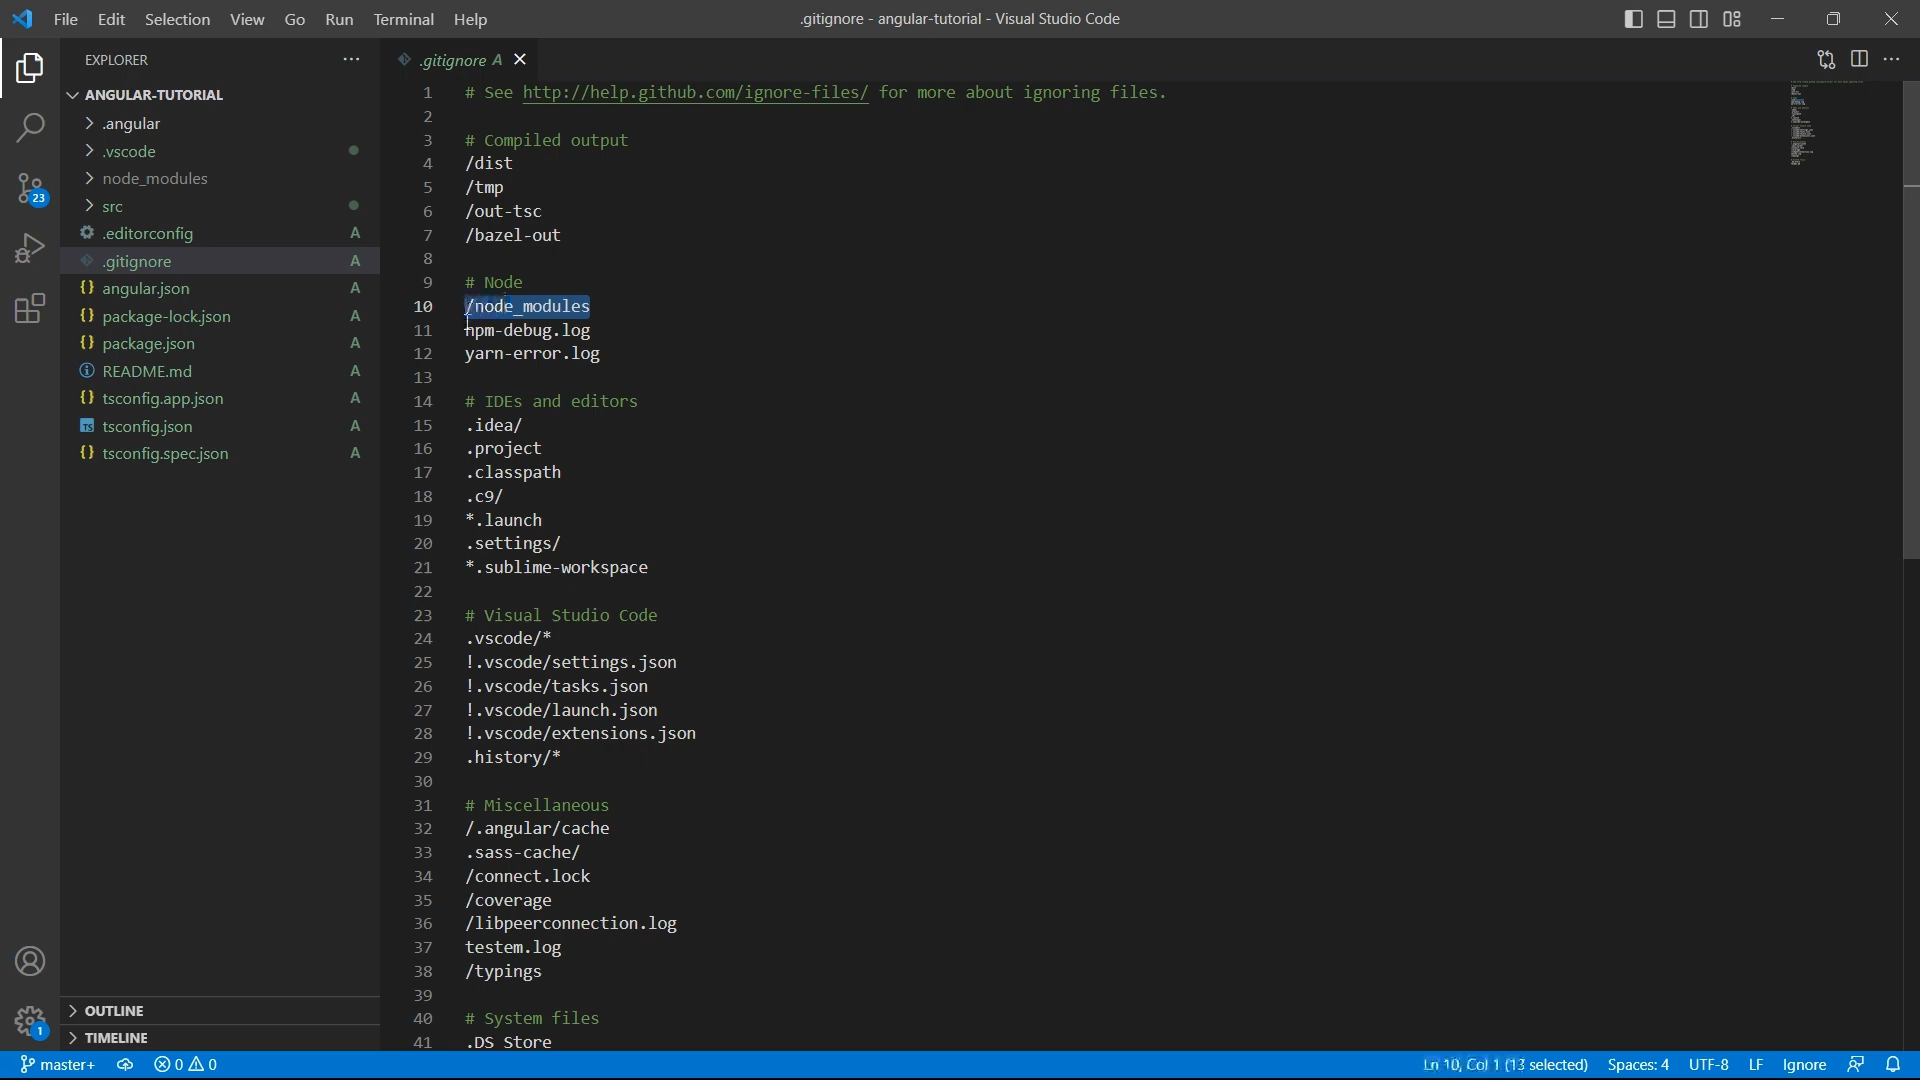 File Edit Selection View Go Run Terminal Help
.gitignore - angular-tutorial - Visual Studio Code
EXPLORER
ANGULAR-TUTORIAL
.angular
.vscode
node_modules
src
.editorconfig A
.gitignore A
angular.json A
package-lock.json A
package.json A
README.md A
tsconfig.app.json A
TS tsconfig.json A
tsconfig.spec.json A
OUTLINE
TIMELINE
23
1
.gitignore A
1 # See http://help.github.com/ignore-files/ for more about ignoring files.
2
3 # Compiled output
4 /dist
5 /tmp
6 /out-tsc
7 /bazel-out
8
9 # Node
10 /node_modules
11 npm-debug.log
12 yarn-error.log
13
14 # IDEs and editors
15 .idea/
16 .project
17 .classpath
18 .c9/
19 *.launch
20 .settings/
21 *.sublime-workspace
22
23 # Visual Studio Code
24 .vscode/*
25 !.vscode/settings.json
26 !.vscode/tasks.json
27 !.vscode/launch.json
28 !.vscode/extensions.json
29 .history/*
30
31 # Miscellaneous
32 /.angular/cache
33 .sass-cache/
34 /connect.lock
35 /coverage
36 /libpeerconnection.log
37 testem.log
38 /typings
39
40 # System files
41 .DS_Store
master+ 0 0 Ln 10, Col 1 (13 selected) Spaces: 4 UTF-8 LF Ignore